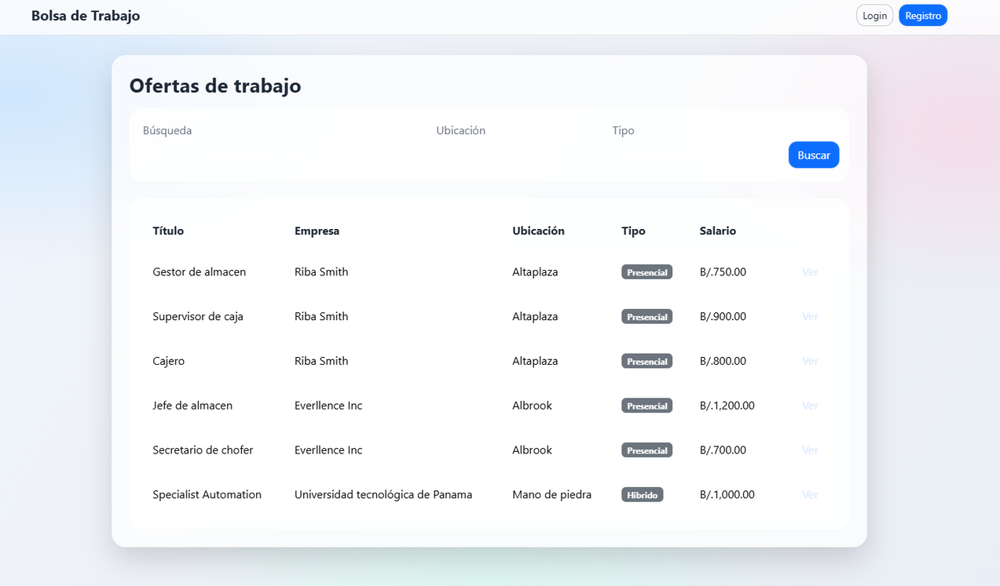 Bolsa de Trabajo Login Registro
Ofertas de trabajo
Búsqueda Ubicación Tipo
Buscar
Título Empresa Ubicación Tipo Salario
Gestor de almacen Riba Smith Altaplaza Presencial B/.750.00 Ver
Supervisor de caja Riba Smith Altaplaza Presencial B/.900.00 Ver
Cajero Riba Smith Altaplaza Presencial B/.800.00 Ver
Jefe de almacen Everllence Inc Albrook Presencial B/.1,200.00 Ver
Secretario de chofer Everllence Inc Albrook Presencial B/.700.00 Ver
Specialist Automation Universidad tecnológica de Panama Mano de piedra Hibrido B/.1,000.00 Ver